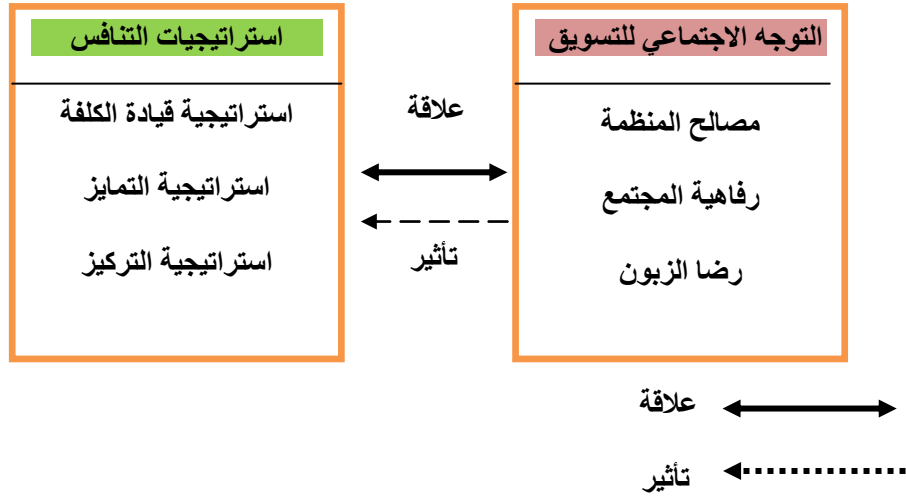 التوجه الاجتماعي للتسويق
مصالح المنظمة
رفاهية المجتمع
رضا الزبون
علاقة
تأثير
استراتيجيات التنافس
استراتيجية قيادة الكلفة
استراتيجية التمايز
استراتيجية التركيز
علاقة
تأثير